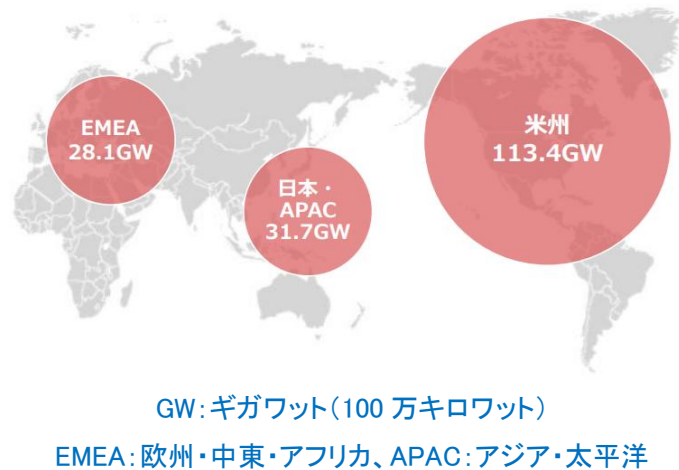 EMEA
28.1GW
日本・
APAC
31.7GW
米州
113.4GW
GW:ギガワット(100 万キロワット)
EMEA:欧州・中東・アフリカ、APAC:アジア・太平洋